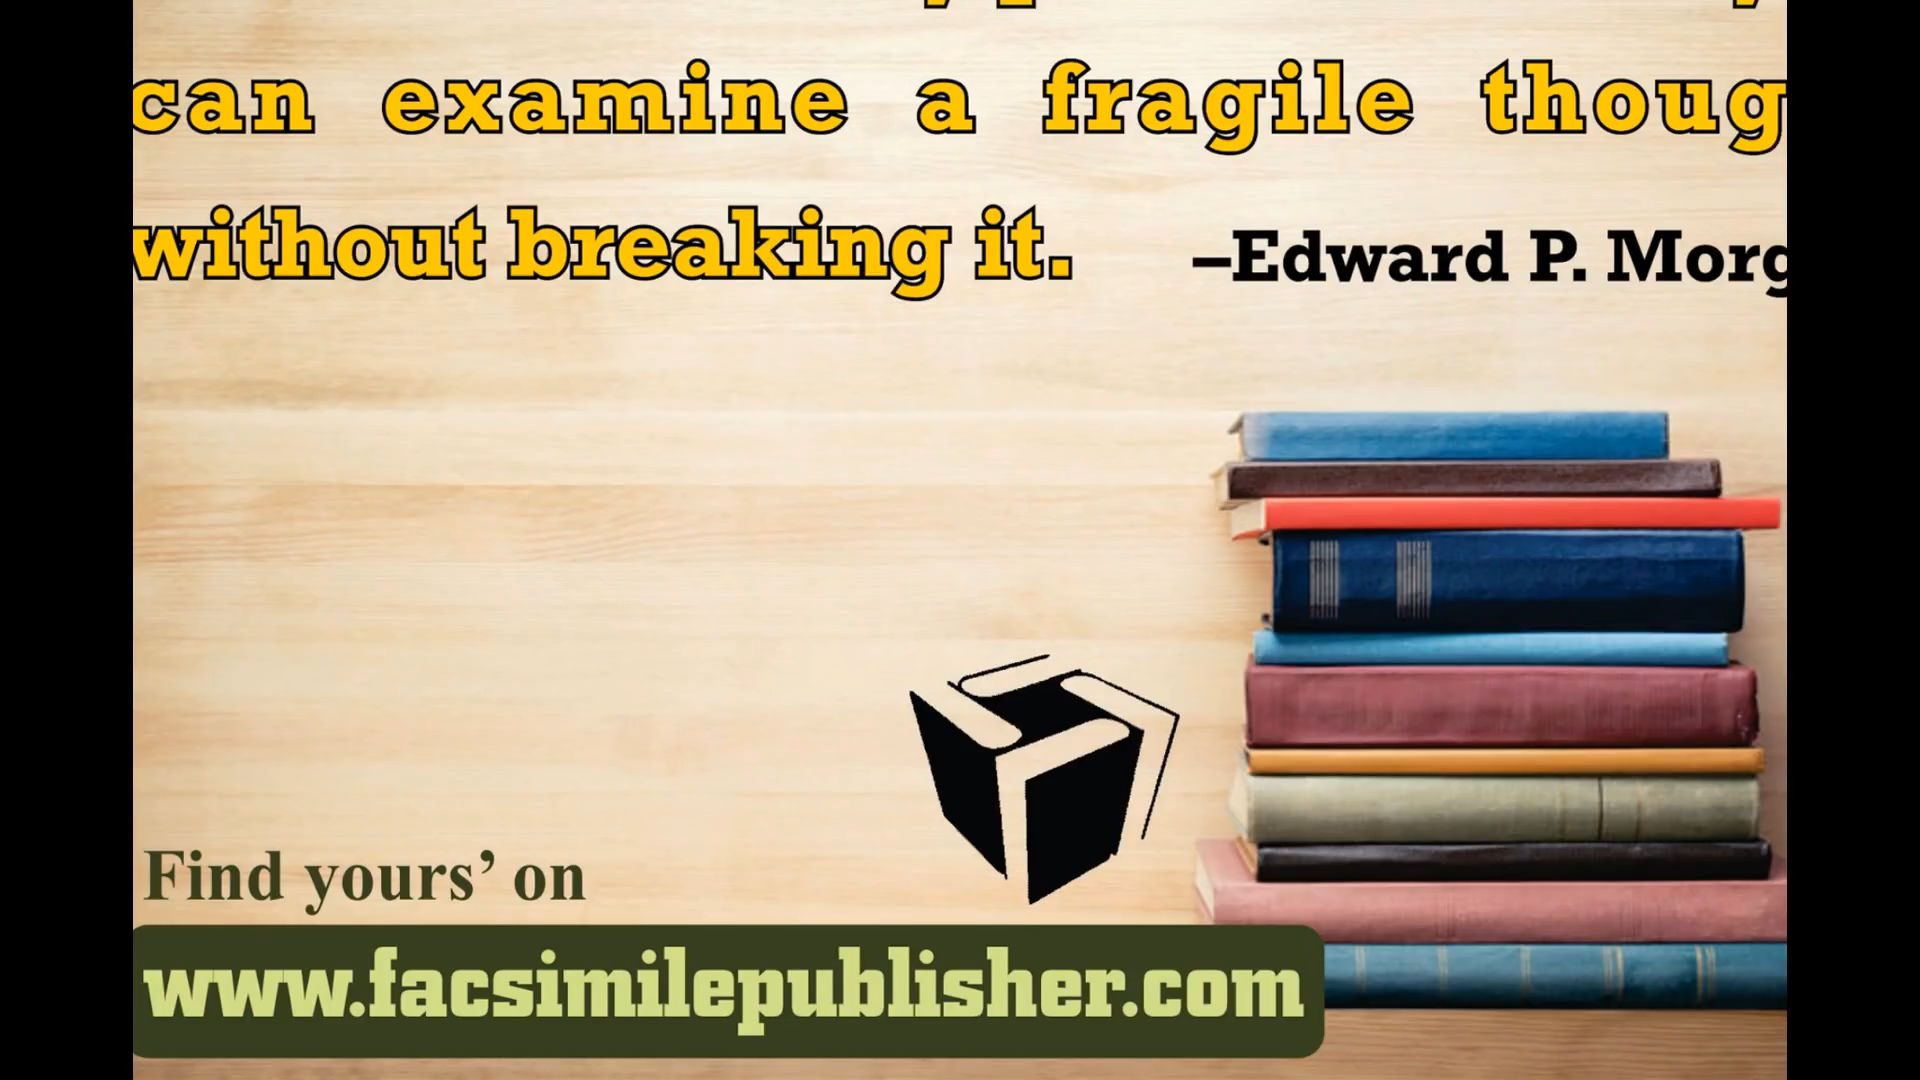 can examine a fragile thoug
without breaking it. –Edward P. Morg
Find yours’ on
www.facsimilepublisher.com